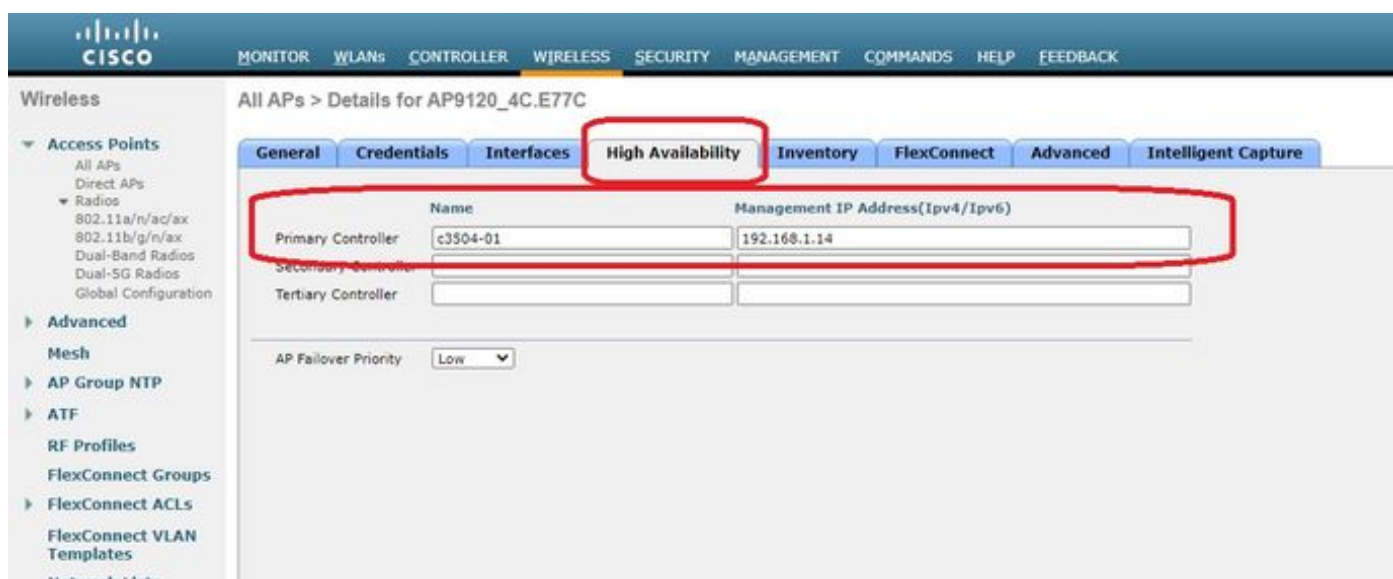 CISCO
MONITOR WLANs CONTROLLER WIRELESS SECURITY MANAGEMENT COMMANDS HELP FEEDBACK
Wireless
All APs > Details for AP9120_4C.E77C
Access Points
All APs
Direct APs
Radios
802.11a/n/ac/ax
802.11b/g/n/ax
Dual-Band Radios
Dual-5G Radios
Global Configuration
Advanced
Mesh
AP Group NTP
ATF
RF Profiles
FlexConnect Groups
FlexConnect ACLs
FlexConnect VLAN
Templates
General Credentials Interfaces High Availability Inventory FlexConnect Advanced Intelligent Capture
Name Management IP Address(Ipv4/Ipv6)
Primary Controller c3504-01 192.168.1.14
Secondary Controller
Tertiary Controller
AP Failover Priority Low